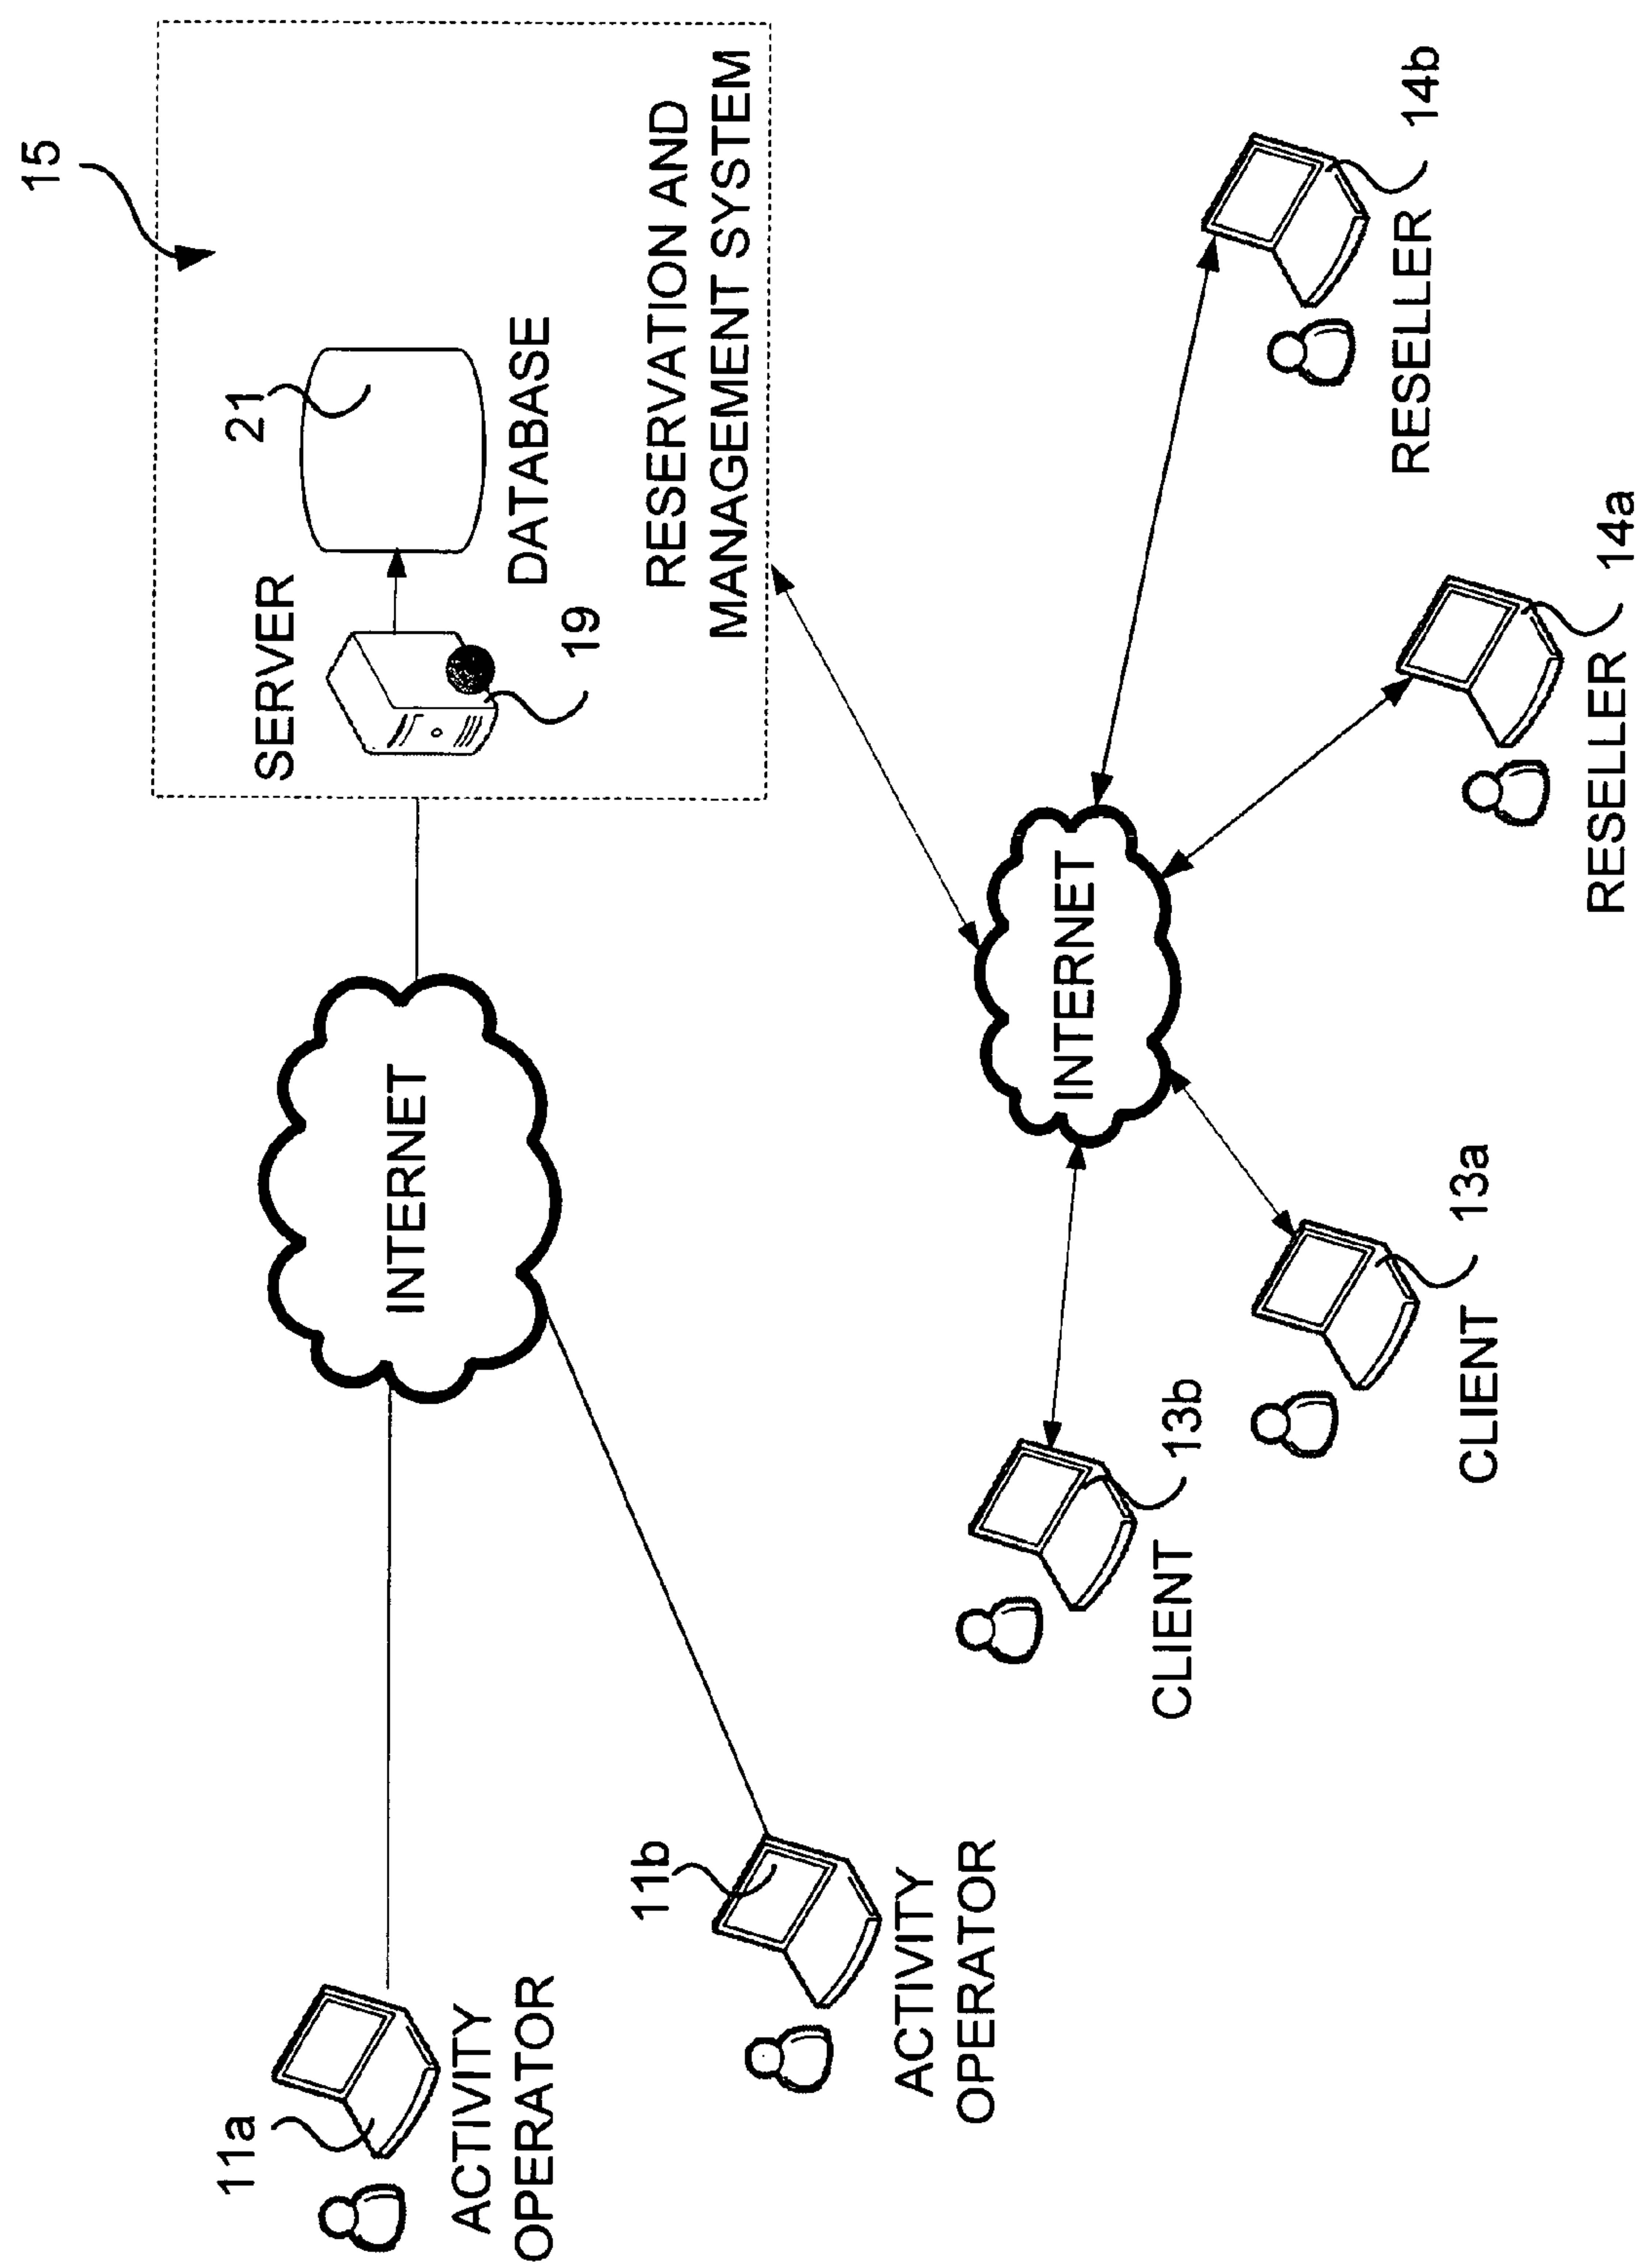 15
SERVER
21
DATABASE
19
RESERVATION AND
MANAGEMENT SYSTEM
INTERNET
11a
ACTIVITY
OPERATOR
11b
ACTIVITY
OPERATOR
INTERNET
13b
CLIENT
13a
CLIENT
14a
RESELLER
14b
RESELLER